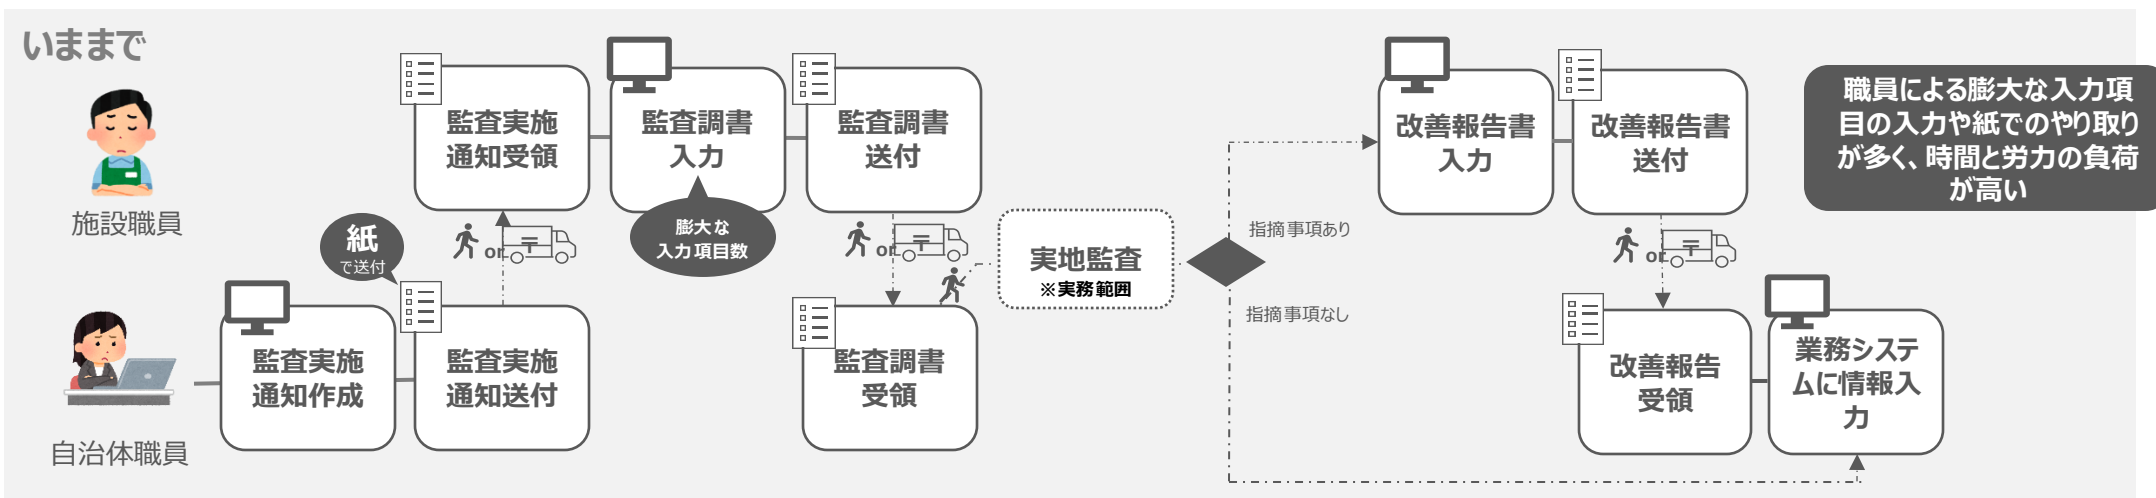 いままで
施設職員
監査実施
通知受領
監査調書
入力
膨大な
入力項目数
監査調書
送付
紙
で送付
or
or
自治体職員
監査実施
通知作成
監査実施
通知送付
監査調書
受領
実地監査
※実務範囲
指摘事項あり
指摘事項なし
改善報告書
入力
改善報告書
送付
or
改善報告
受領
業務システ
ムに情報入
力
職員による膨大な入力項
目の入力や紙でのやり取り
が多く、時間と労力の負荷
が高い